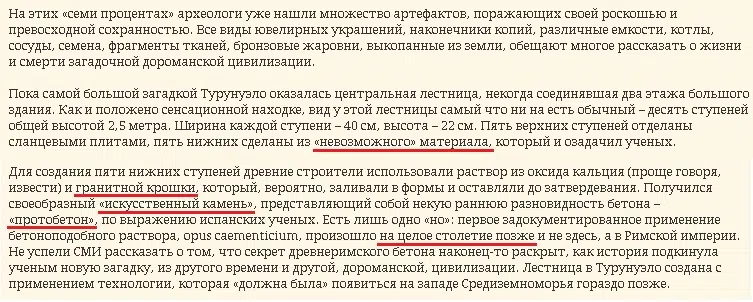 На этих «семи процентах» археологи уже нашли множество артефактов, поражающих своей роскошью и
превосходной сохранностью. Все виды ювелирных украшений, наконечники копий, различные емкости, котлы,
сосуды, семена, фрагменты тканей, бронзовые жаровни, выкопанные из земли, обещают многое рассказать о жизни
и смерти загадочной дороманской цивилизации.
Пока самой большой загадкой Турунуэло оказалась центральная лестница, некогда соединявшая два этажа большого
здания. Как и положено сенсационной находке, вид у этой лестницы самый что ни на есть обычный – десять ступеней
общей высотой 2,5 метра. Ширина каждой ступени – 40 см, высота – 22 см. Пять верхних ступеней отделаны
сланцевыми плитами, пять нижних сделаны из «невозможного» материала, который и озадачил ученых.
Для создания пяти нижних ступеней древние строители использовали раствор из оксида кальция (проще говоря,
извести) и гранитной крошки, который, вероятно, заливали в формы и оставляли до затвердевания. Получился
своеобразный «искусственный камень», представляющий собой некую раннюю разновидность бетона –
«протобетон», по выражению испанских ученых. Есть лишь одно «но»: первое задокументированное применение
бетоноподобного раствора, opus caementicium, произошло на целое столетие позже и не здесь, а в Римской империи.
Не успели СМИ рассказать о том, что секрет древнеримского бетона наконец-то раскрыт, как история подкинула
ученым новую загадку, из другого времени и другой, дороманской, цивилизации. Лестница в Турунуэло создана с
применением технологии, которая «должна была» появиться на западе Средиземноморья гораздо позже.